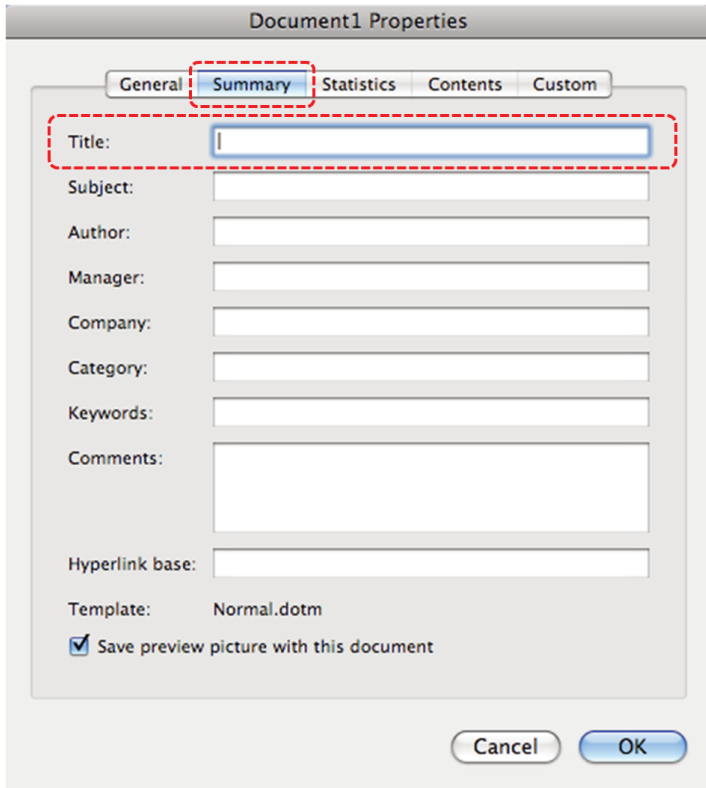 Document1 Properties
General Summary Statistics Contents Custom
Title:
Subject:
Author:
Manager:
Company:
Category:
Keywords:
Comments:
Hyperlink base:
Template: Normal.dotm
Save preview picture with this document
Cancel OK